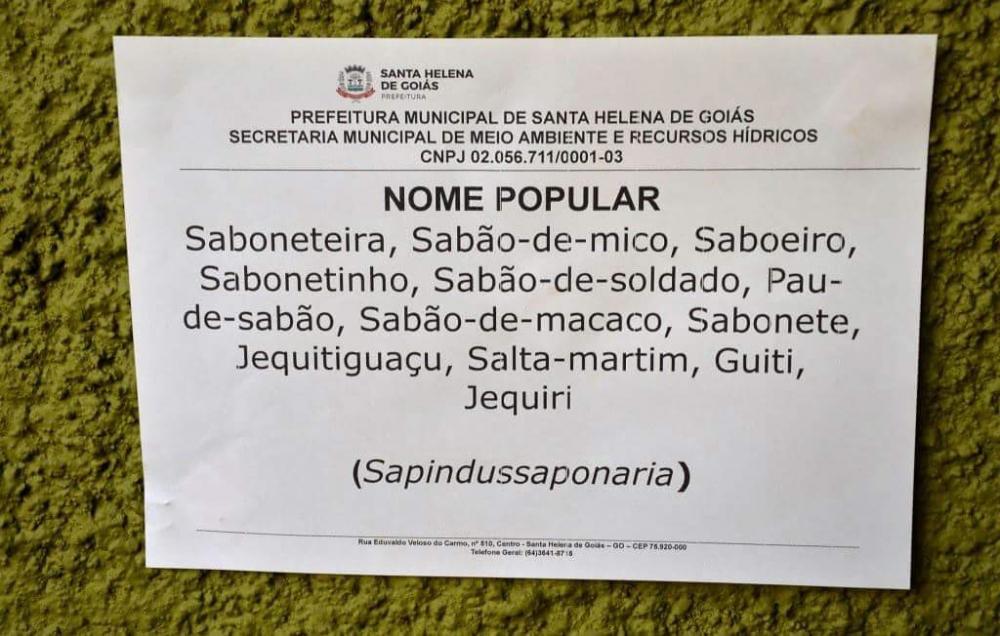 SANTA HELENA
DE GOIÁS
PREFEITURA
PREFEITURA MUNICIPAL DE SANTA HELENA DE GOIÁS
SECRETARIA MUNICIPAL DE MEIO AMBIENTE E RECURSOS HÍDRICOS
CNPJ 02.056.711/0001-03
NOME POPULAR
Saboneteira, Sabão-de-mico, Saboeiro,
Sabonetinho, Sabão-de-soldado, Pau-
de-sabão, Sabão-de-macaco, Sabonete,
Jequitiguaçu, Salta-martim, Guiti,
Jequiri
(Sapindussaponaria)
Rua Eduvaldo Veloso do Carmo, nº 510, Centro - Santa Helena de Goiás – GO – CEP 75.920-000
Telefone Geral: (64)3641-8718